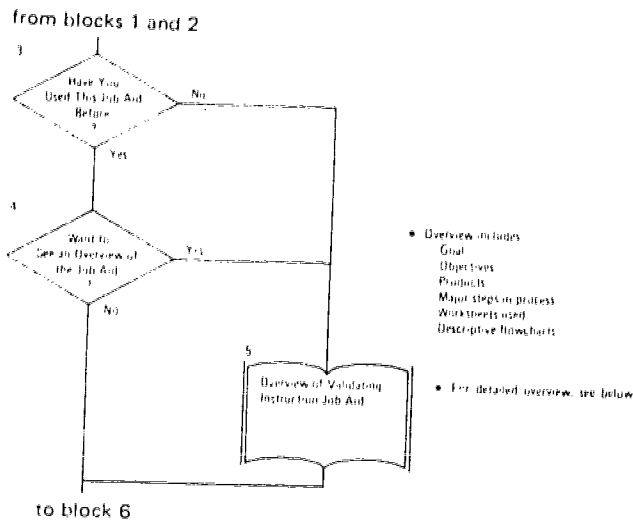 from blocks 1 and 2
3
Have You
Used This Job Aid
Before
?
No
Yes
4
Want to
See an Overview of
the Job Aid
?
Yes
No
• Overview includes
Goal
Objectives
Products
Major steps in process
Worksheets used
Descriptive flowcharts
5
Overview of Validating
Instruction Job Aid
• For detailed overview, see below
to block 6